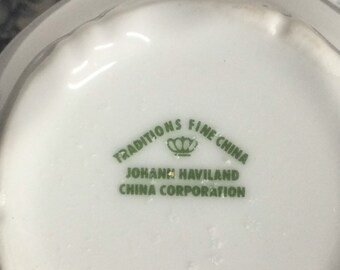 TRADITIONS FINE CHINA
JOHANN HAVILAND
CHINA CORPORATION